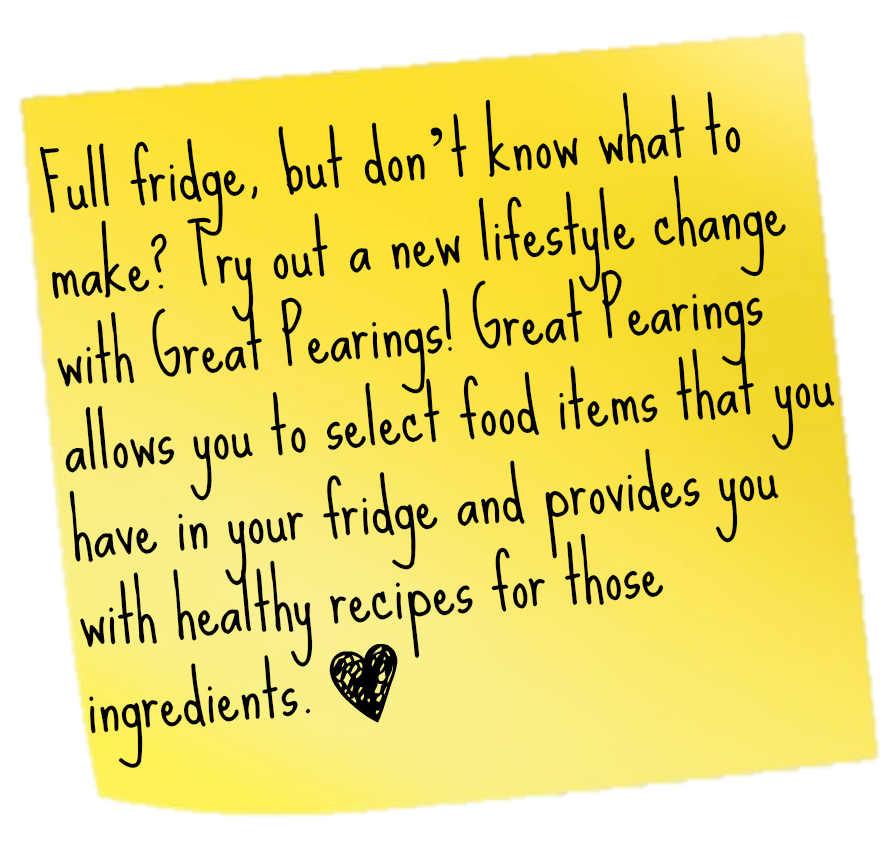 Full fridge, but don't know what to
make? Try out a new lifestyle change
with Great Pearings! Great Pearings
allows you to select food items that you
have in your fridge and provides you
with healthy recipes for those
ingredients.